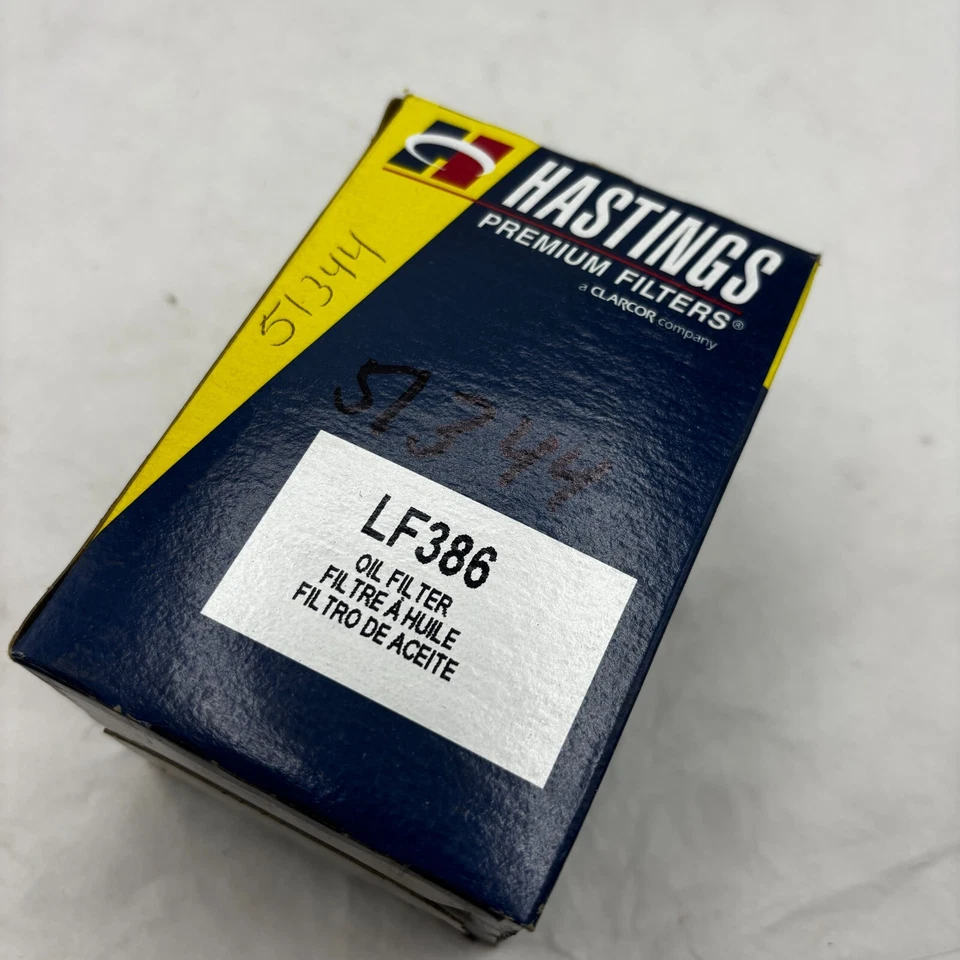 HASTINGS
PREMIUM FILTERS®
a CLARCOR company
51344
51344
LF386
OIL FILTER
FILTRE À HUILE
FILTRO DE ACEITE